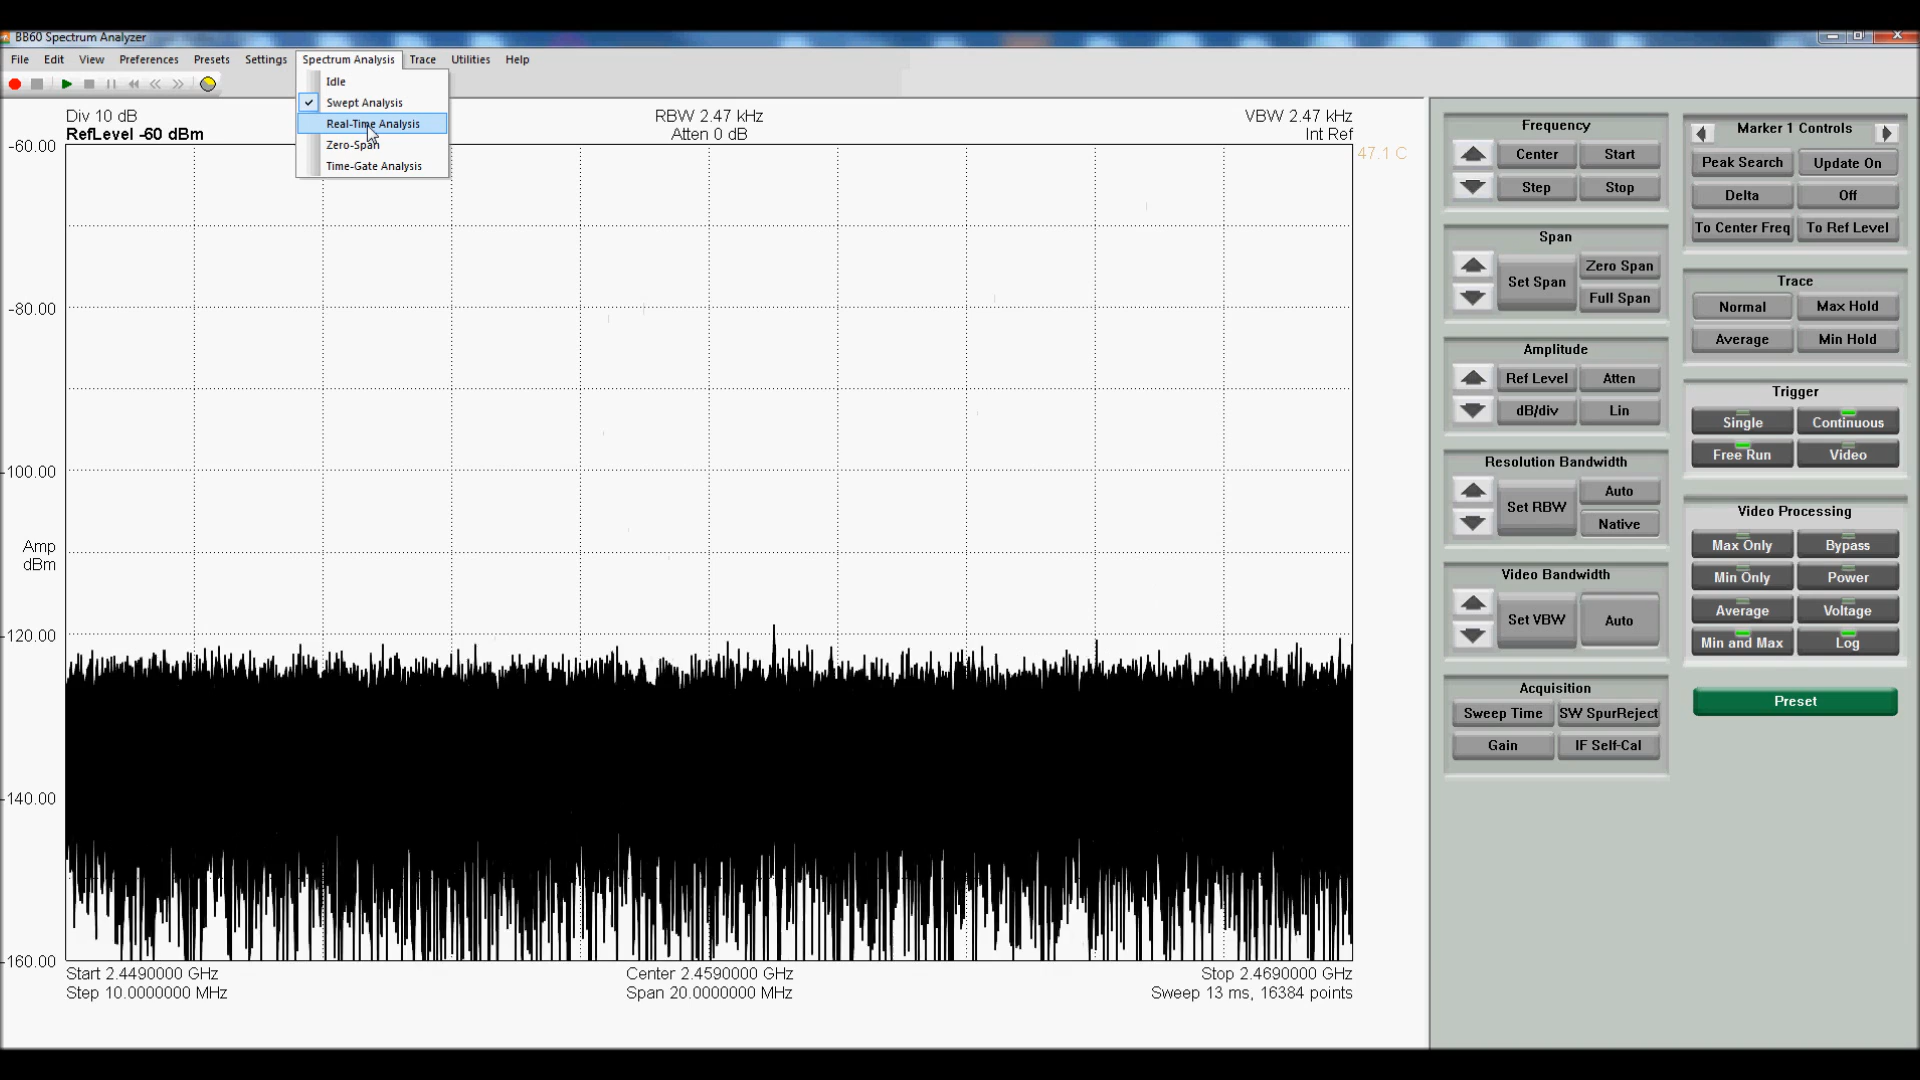 BB60 Spectrum Analyzer
File Edit View Preferences Presets Settings Spectrum Analysis Trace Utilities Help
Idle
Swept Analysis
Real-Time Analysis
Zero-Span
Time-Gate Analysis
Div 10 dB
RefLevel -60 dBm
RBW 2.47 kHz
Atten 0 dB
VBW 2.47 kHz
Int Ref
47.1 C
-60.00
-80.00
-100.00
Amp
dBm
-120.00
-140.00
-160.00
Start 2.4490000 GHz
Step 10.0000000 MHz
Center 2.4590000 GHz
Span 20.0000000 MHz
Stop 2.4690000 GHz
Sweep 13 ms, 16384 points
Frequency
Center Start
Step Stop
Span
Set Span
Zero Span
Full Span
Amplitude
Ref Level Atten
dB/div Lin
Resolution Bandwidth
Set RBW
Auto
Native
Video Bandwidth
Set VBW
Auto
Acquisition
Sweep Time SW SpurReject
Gain IF Self-Cal
Marker 1 Controls
Peak Search Update On
Delta Off
To Center Freq To Ref Level
Trace
Normal Max Hold
Average Min Hold
Trigger
Single Continuous
Free Run Video
Video Processing
Max Only Bypass
Min Only Power
Average Voltage
Min and Max Log
Preset